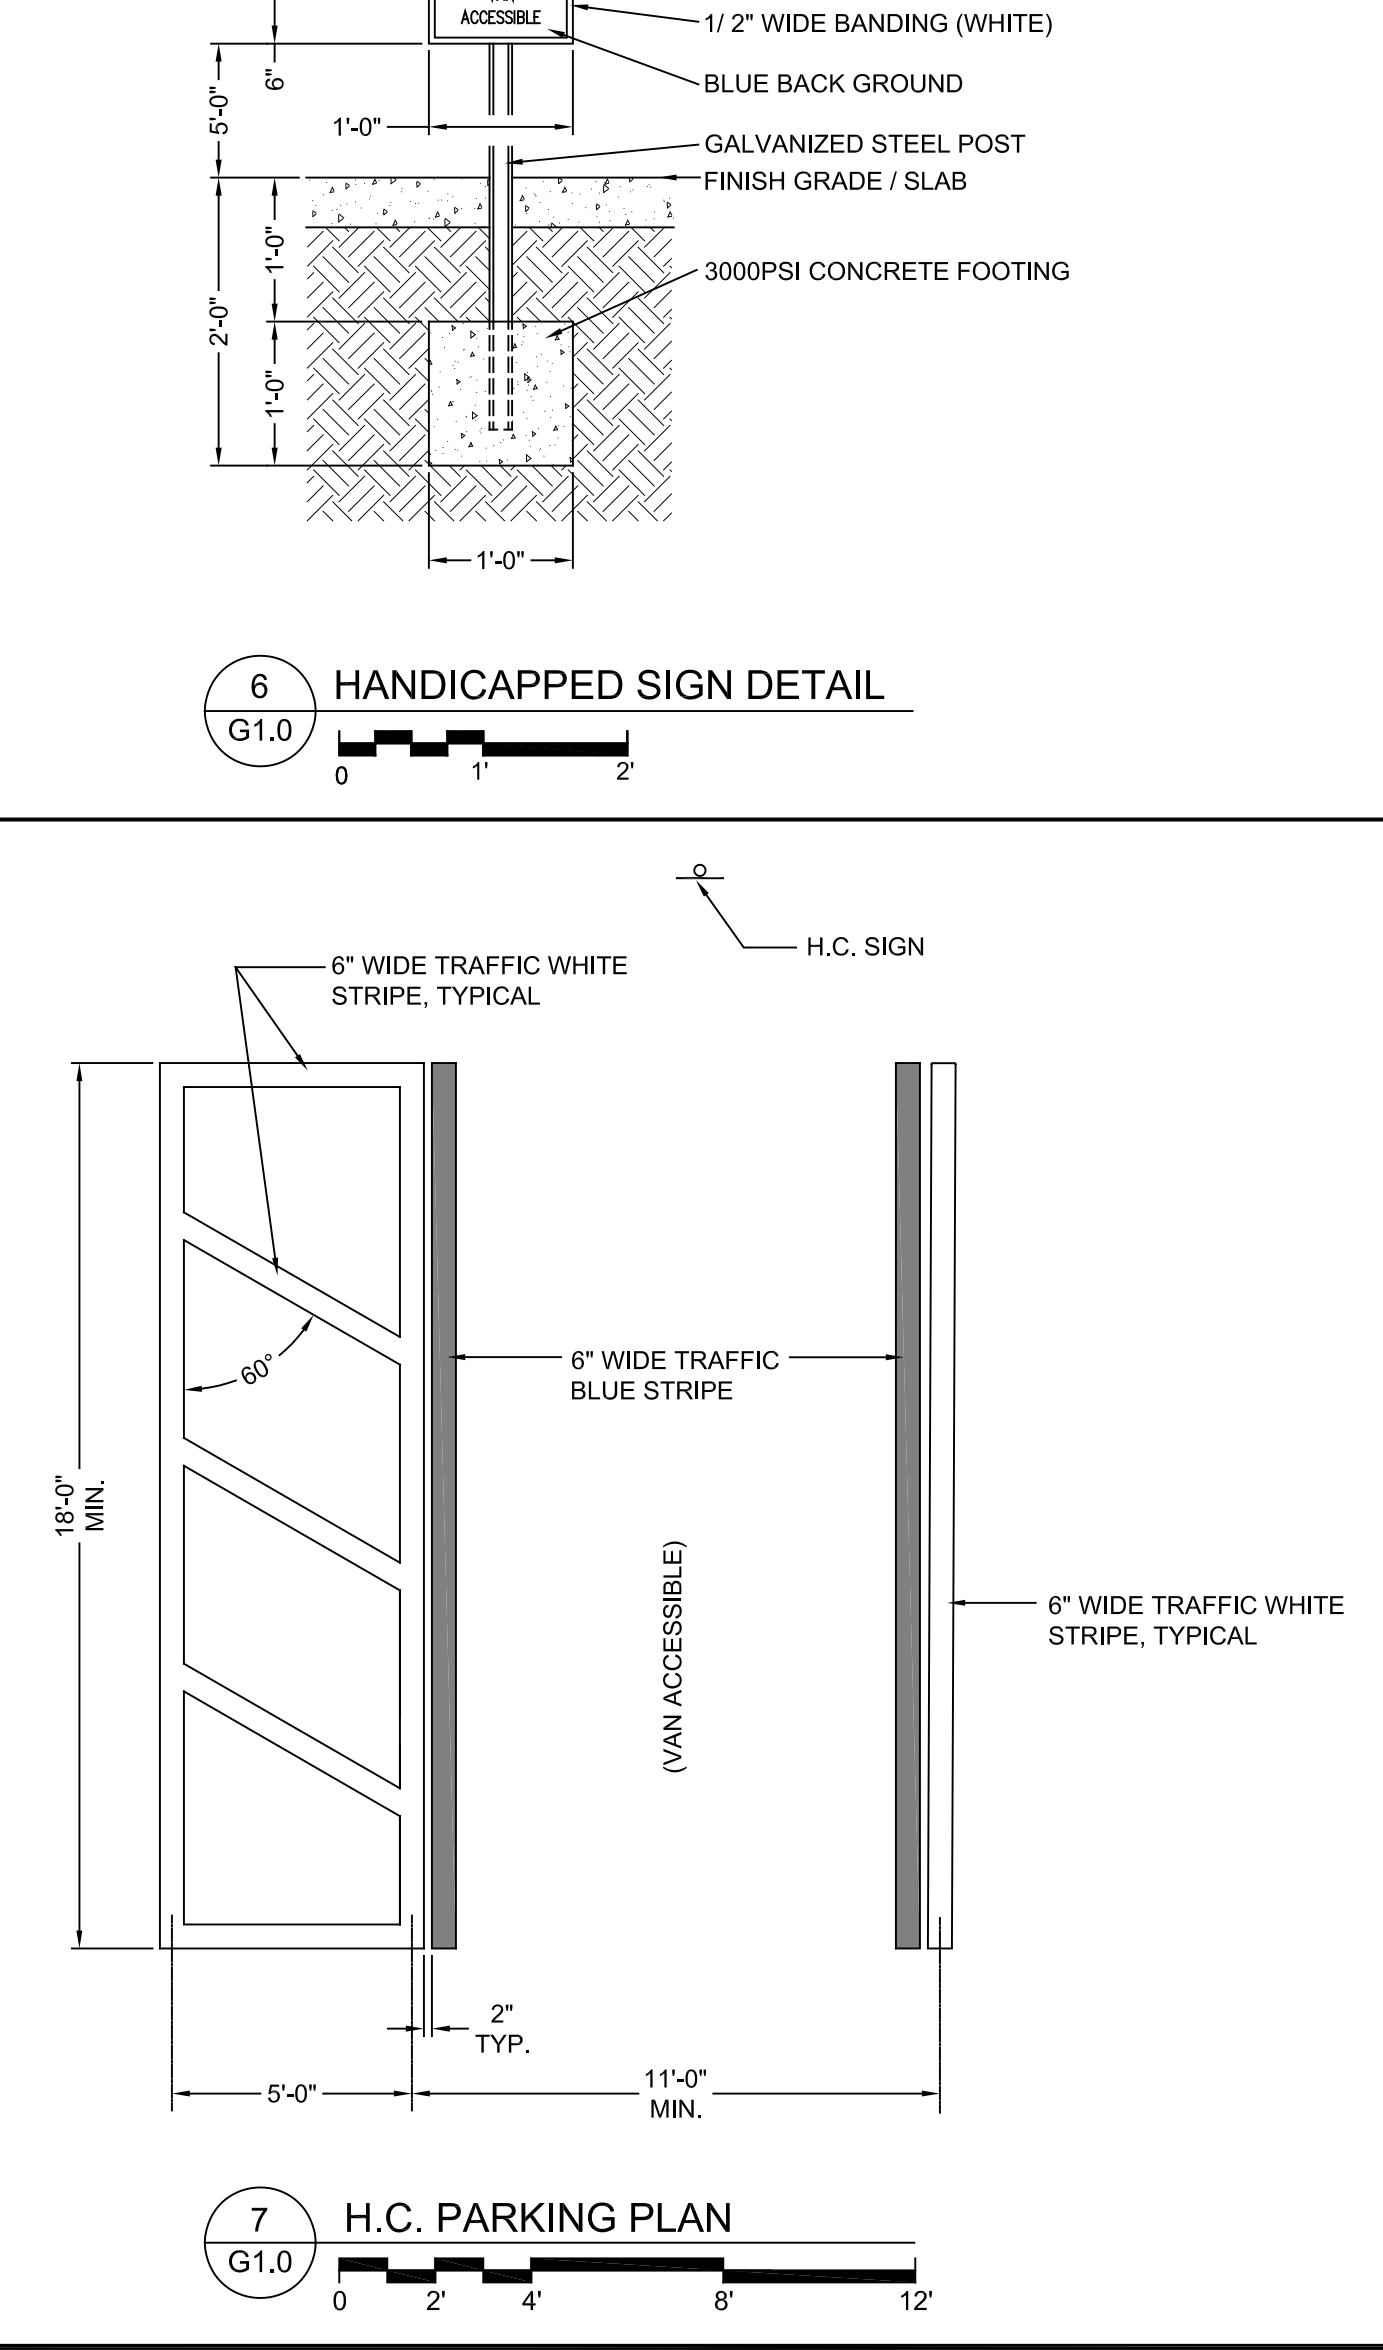 ACCESSIBLE
1/ 2" WIDE BANDING (WHITE)
6"
5'-0"
BLUE BACK GROUND
1'-0"
GALVANIZED STEEL POST
FINISH GRADE / SLAB
1'-0"
3000PSI CONCRETE FOOTING
2'-0"
1'-0"
1'-0"
6
G1.0
HANDICAPPED SIGN DETAIL
0
1'
2'
H.C. SIGN
6" WIDE TRAFFIC WHITE
STRIPE, TYPICAL
60°
6" WIDE TRAFFIC
BLUE STRIPE
18'-0"
MIN.
(VAN ACCESSIBLE)
6" WIDE TRAFFIC WHITE
STRIPE, TYPICAL
2"
TYP.
5'-0"
11'-0"
MIN.
7
G1.0
H.C. PARKING PLAN
0
2'
4'
8'
12'